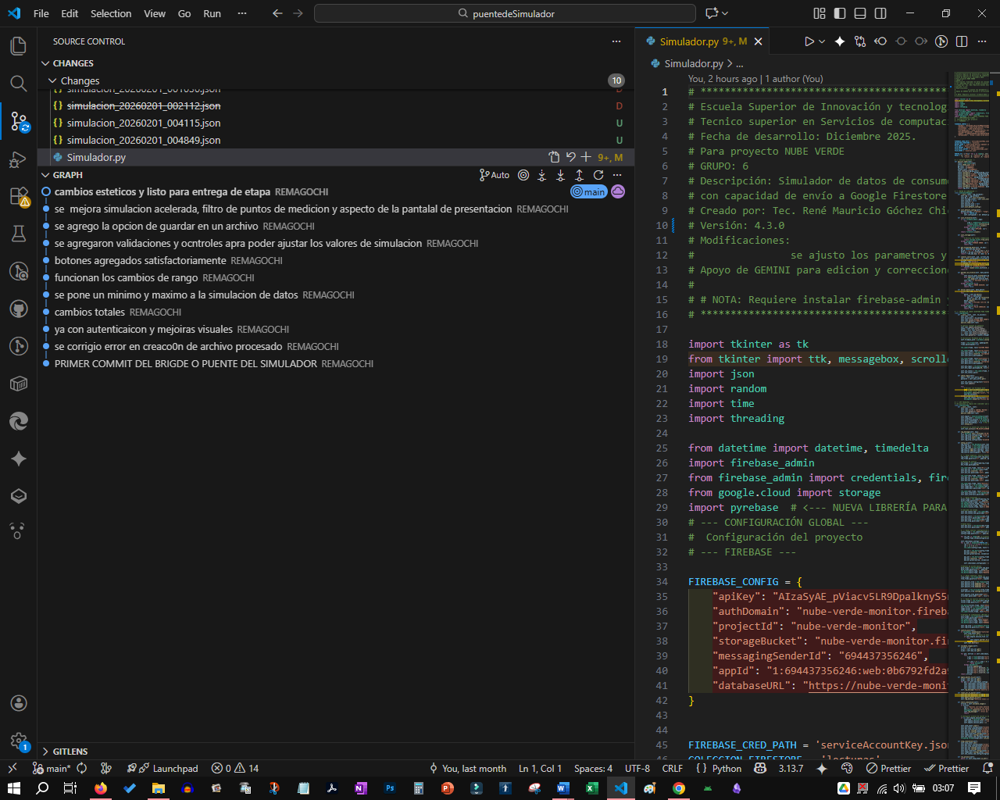 File Edit Selection View Go Run ··· puentedeSimulador
SOURCE CONTROL
CHANGES
Changes 10
simulacion_20260201_001050.json D
simulacion_20260201_002112.json D
simulacion_20260201_004115.json U
simulacion_20260201_004849.json U
Simulador.py 9+, M
GRAPH Auto
cambios esteticos y listo para entrega de etapa REMAGOCHI main
se mejora simulacion acelerada, filtro de puntos de medicion y aspecto de la pantalal de presentacion REMAGOCHI
se agrego la opcion de guardar en un archivo REMAGOCHI
se agregaron validaciones y ocntroles apra poder ajustar los valores de simulacion REMAGOCHI
botones agregados satisfactoriamente REMAGOCHI
funcionan los cambios de rango REMAGOCHI
se pone un minimo y maximo a la simulacion de datos REMAGOCHI
cambios totales REMAGOCHI
ya con autenticaicon y mejoiras visuales REMAGOCHI
se corrigio error en creaco0n de archivo procesado REMAGOCHI
PRIMER COMMIT DEL BRIGDE O PUENTE DEL SIMULADOR REMAGOCHI
GITLENS
Simulador.py 9+, M
Simulador.py > ...
You, 2 hours ago | 1 author (You)
1 # *******************************************
2 # Escuela Superior de Innovación y tecnolog
3 # Tecnico superior en Servicios de computac
4 # Fecha de desarrollo: Diciembre 2025.
5 # Para proyecto NUBE VERDE
6 # GRUPO: 6
7 # Descripción: Simulador de datos de consum
8 # con capacidad de envío a Google Firestore
9 # Creado por: Tec. René Mauricio Góchez Chi
10 # Versión: 4.3.0
11 # Modificaciones:
12 # se ajusto los parametros y
13 # Apoyo de GEMINI para edicion y correccion
14 #
15 # # NOTA: Requiere instalar firebase-admin y
16 # *******************************************
17
18 import tkinter as tk
19 from tkinter import ttk, messagebox, scroll
20 import json
21 import random
22 import time
23 import threading
24
25 from datetime import datetime, timedelta
26 import firebase_admin
27 from firebase_admin import credentials, fir
28 from google.cloud import storage
29 import pyrebase # <--- NUEVA LIBRERÍA PARA
30 # --- CONFIGURACIÓN GLOBAL ---
31 # Configuración del proyecto
32 # --- FIREBASE ---
33
34 FIREBASE_CONFIG = {
35 "apiKey": "AIzaSyAE_pViacv5LR9DpalknyS5
36 "authDomain": "nube-verde-monitor.fireb
37 "projectId": "nube-verde-monitor",
38 "storageBucket": "nube-verde-monitor.fi
39 "messagingSenderId": "694437356246",
40 "appId": "1:694437356246:web:0b6792fd2a
41 "databaseURL": "https://nube-verde-moni
42 }
43
44
45 FIREBASE_CRED_PATH = 'serviceAccountKey.json
46 COLECCION_FIRESTORE = 'lecturas'
main* Launchpad 0 14 You, last month Ln 1, Col 1 Spaces: 4 UTF-8 CRLF { } Python 3.13.7 Prettier Prettier
03:07